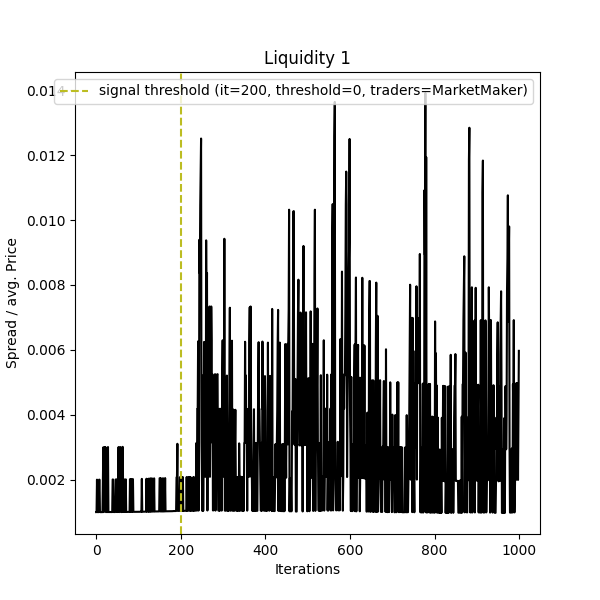 Liquidity 1
signal threshold (it=200, threshold=0, traders=MarketMaker)
0.012
0.010
0.008
0.006
0.004
0.002
Spread / avg. Price
0 200 400 600 800 1000
Iterations